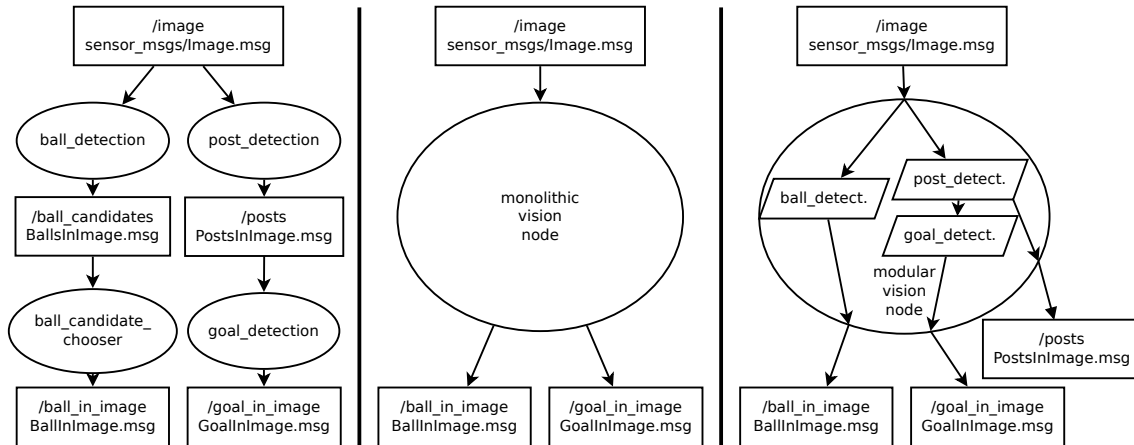 /image
sensor_msgs/Image.msg
ball_detection
post_detection
/ball_candidates
BallsInImage.msg
/posts
PostsInImage.msg
ball_candidate_
chooser
goal_detection
/ball_in_image
BallInImage.msg
/goal_in_image
GoalInImage.msg
/image
sensor_msgs/Image.msg
monolithic
vision
node
/ball_in_image
BallInImage.msg
/goal_in_image
GoalInImage.msg
/image
sensor_msgs/Image.msg
ball_detect.
post_detect.
goal_detect.
modular
vision
node
/posts
PostsInImage.msg
/ball_in_image
BallInImage.msg
/goal_in_image
GoalInImage.msg